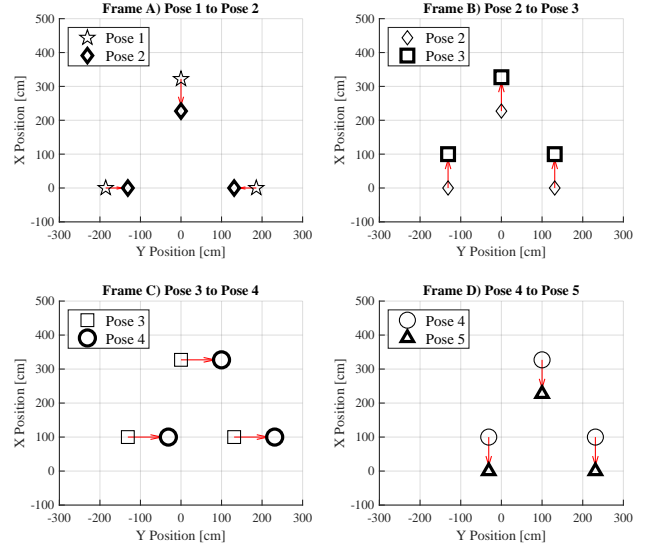 Frame A) Pose 1 to Pose 2
500
400
300
200
100
0
-100
X Position [cm]
Pose 1
Pose 2
-300 -200 -100 0 100 200 300
Y Position [cm]
Frame B) Pose 2 to Pose 3
500
400
300
200
100
0
-100
X Position [cm]
Pose 2
Pose 3
-300 -200 -100 0 100 200 300
Y Position [cm]
Frame C) Pose 3 to Pose 4
500
400
300
200
100
0
-100
X Position [cm]
Pose 3
Pose 4
-300 -200 -100 0 100 200 300
Y Position [cm]
Frame D) Pose 4 to Pose 5
500
400
300
200
100
0
-100
X Position [cm]
Pose 4
Pose 5
-300 -200 -100 0 100 200 300
Y Position [cm]